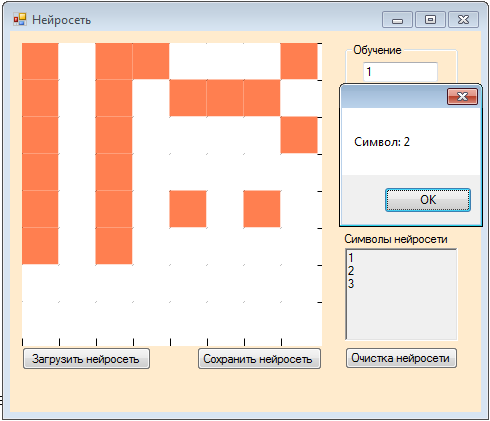 Нейросеть
Обучение
1
Символ: 2
OK
Символы нейросети
1
2
3
Загрузить нейросеть
Сохранить нейросеть
Очистка нейросети